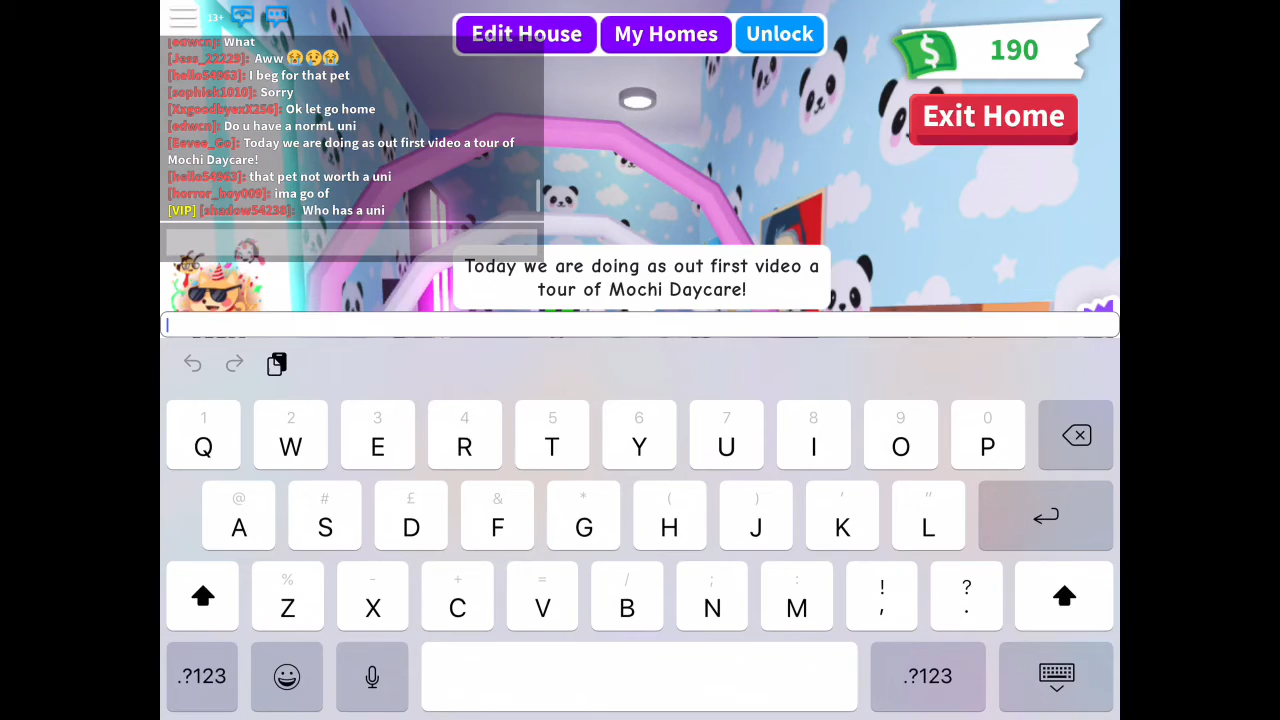 13+
Edit House
My Homes
Unlock
190
Exit Home
[edwcn]: What
[Jess_22229]: Aww 😭😢😭
[hello54963]: I beg for that pet
[sophiek1010]: Sorry
[XxgoodbyexX256]: Ok let go home
[edwcn]: Do u have a normL uni
[Eevee_Go]: Today we are doing as out first video a tour of
Mochi Daycare!
[hello54963]: that pet not worth a uni
[horror_boy009]: ima go of
[VIP] [shadow54238]: Who has a uni
Today we are doing as out first video a
tour of Mochi Daycare!
1 2 3 4 5 6 7 8 9 0
Q W E R T Y U I O P
@ # £ & * ( ) ' "
A S D F G H J K L
% - + = / ; : ! ?
Z X C V B N M , .
.?123 .?123